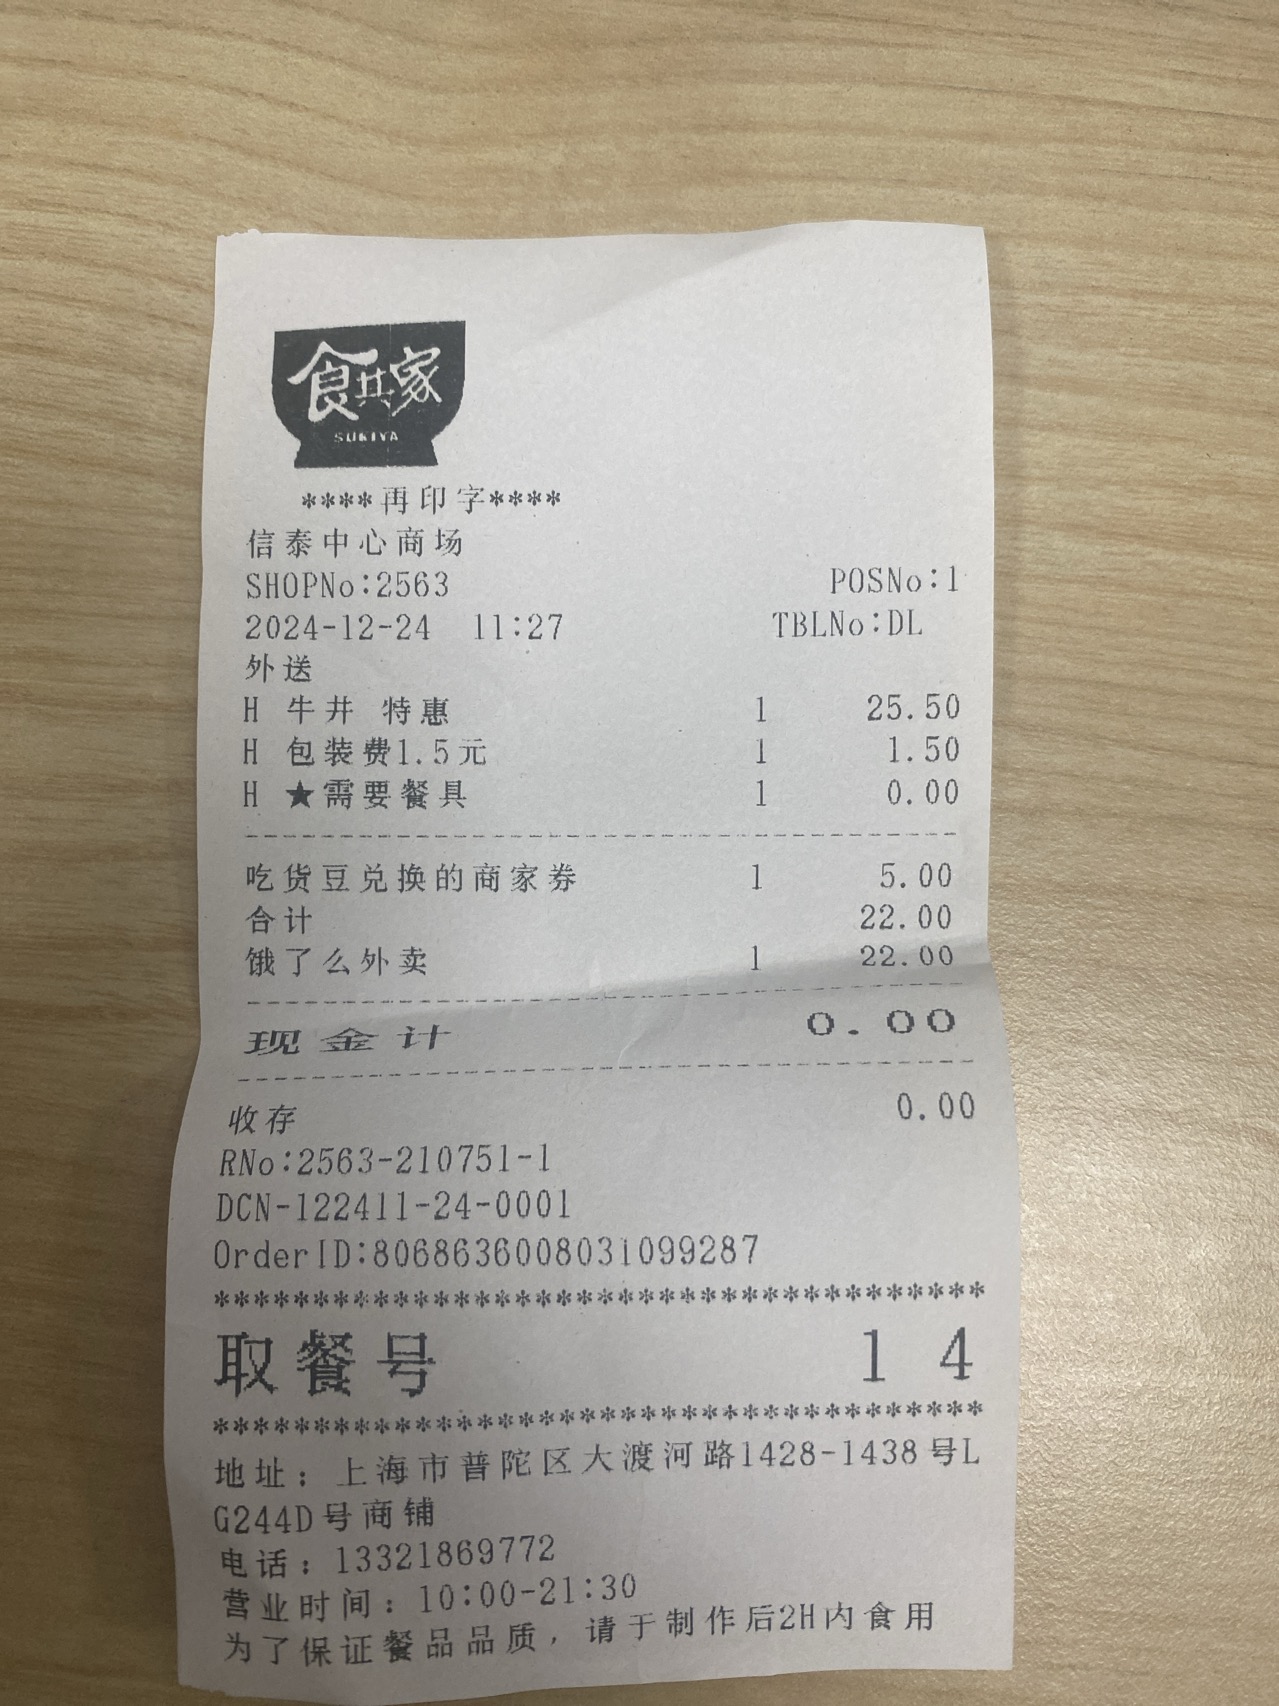 食其家
SUKIYA
****再印字****
信泰中心商场
SHOPNo:2563 POSNo:1
2024-12-24 11:27 TBLNo:DL
外送
H 牛丼 特惠 1 25.50
H 包装费1.5元 1 1.50
H ★需要餐具 1 0.00
吃货豆兑换的商家券 1 5.00
合计 22.00
饿了么外卖 1 22.00
现金计 0.00
收存 0.00
RNo:2563-210751-1
DCN-122411-24-0001
OrderID:8068636008031099287
**************************************
取餐号 14
**************************************
地址：上海市普陀区大渡河路1428-1438号L
G244D号商铺
电话：13321869772
营业时间：10:00-21:30
为了保证餐品品质，请于制作后2H内食用